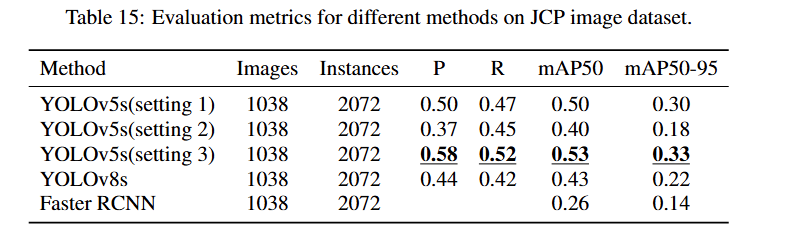 Table 15: Evaluation metrics for different methods on JCP image dataset.
Method Images Instances P R mAP50 mAP50-95
YOLOv5s(setting 1) 1038 2072 0.50 0.47 0.50 0.30
YOLOv5s(setting 2) 1038 2072 0.37 0.45 0.40 0.18
YOLOv5s(setting 3) 1038 2072 0.58 0.52 0.53 0.33
YOLOv8s 1038 2072 0.44 0.42 0.43 0.22
Faster RCNN 1038 2072 0.26 0.14